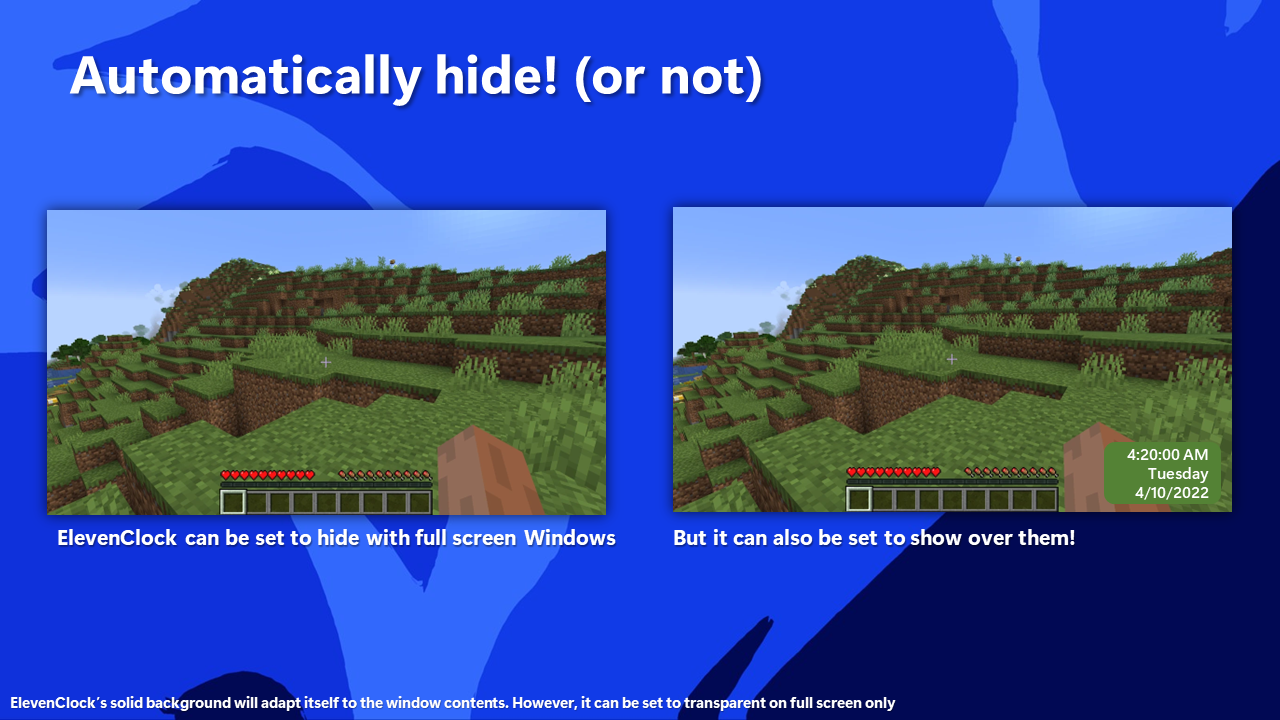 Automatically hide! (or not)
4:20:00 AM
Tuesday
4/10/2022
ElevenClock can be set to hide with full screen Windows
But it can also be set to show over them!
ElevenClock’s solid background will adapt itself to the window contents. However, it can be set to transparent on full screen only